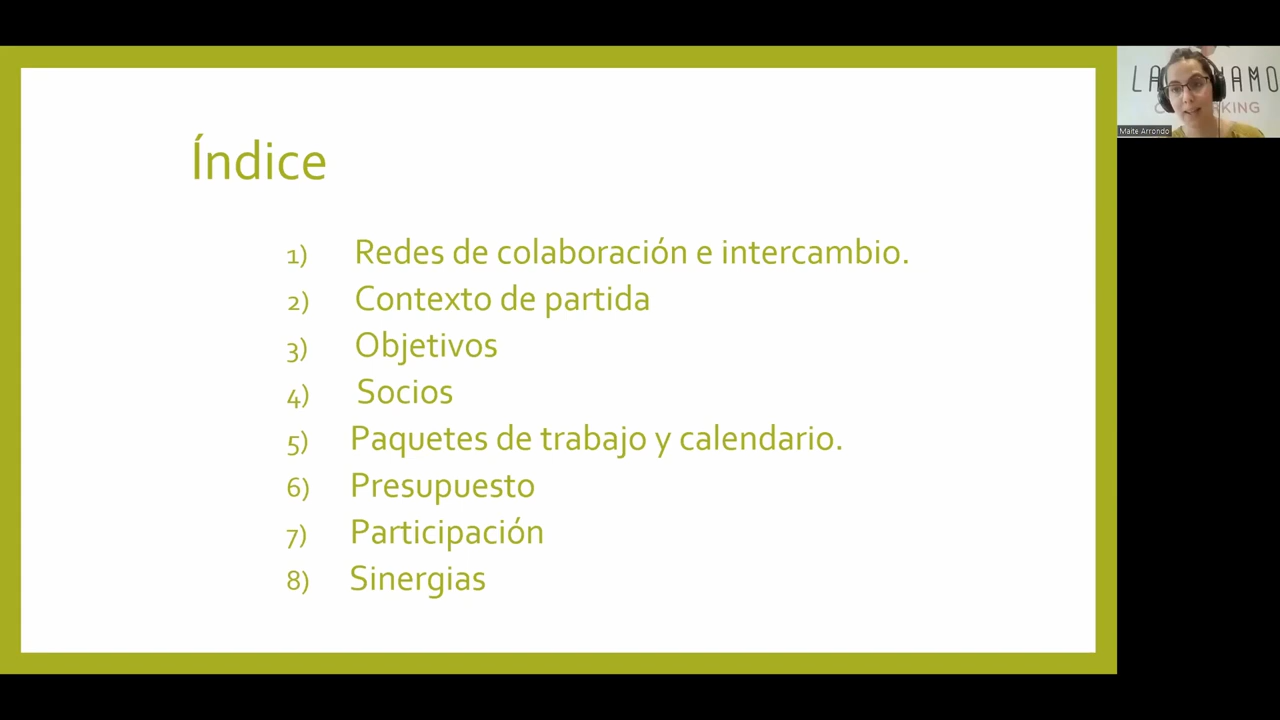 Índice
1) Redes de colaboración e intercambio.
2) Contexto de partida
3) Objetivos
4) Socios
5) Paquetes de trabajo y calendario.
6) Presupuesto
7) Participación
8) Sinergias
Maite Arrondo